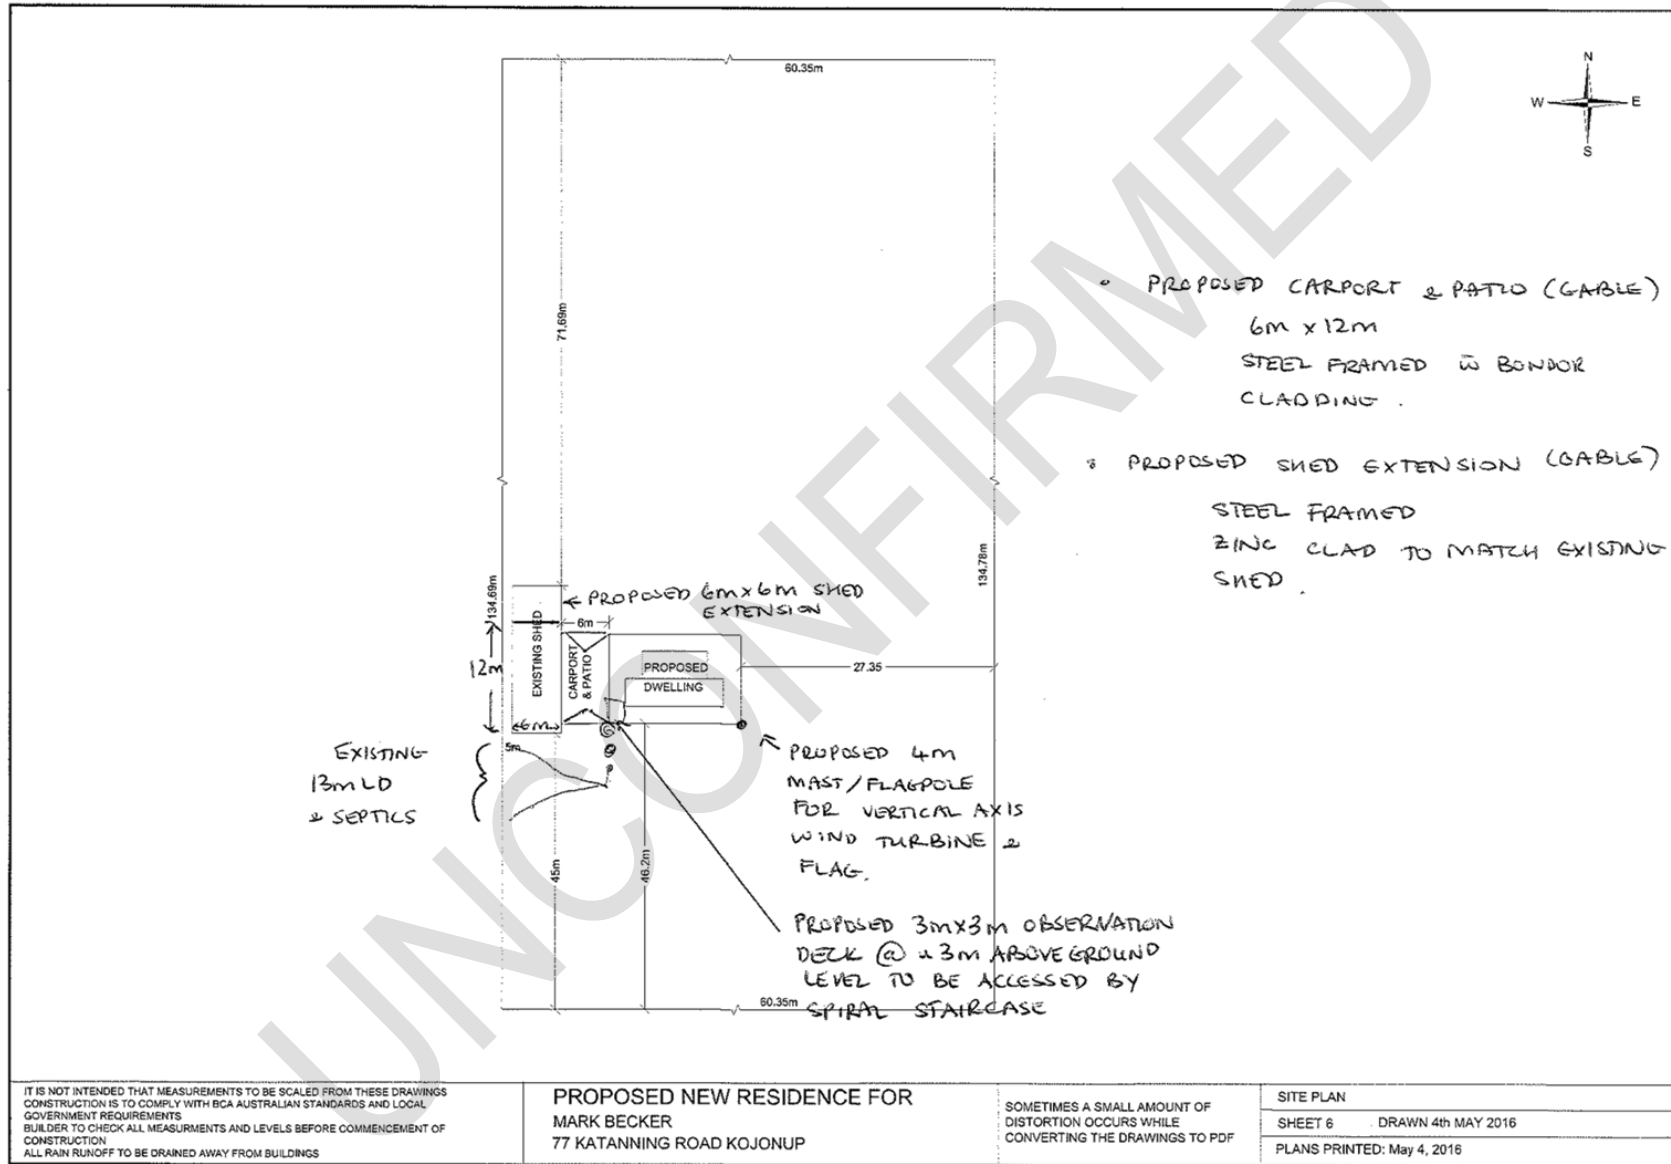 60.35m
N
W
E
S
71.69m
PROPOSED CARPORT & PATIO (GABLE)
6m x 12m
STEEL FRAMED w BONDOR
CLADDING .
PROPOSED SHED EXTENSION (GABLE)
STEEL FRAMED
ZINC CLAD TO MATCH EXISTING
SHED .
134.69m
134.78m
PROPOSED 6mx6m SHED
EXTENSION
6m
12m
EXISTING SHED
CARPORT
& PATIO
PROPOSED
DWELLING
27.35
6m
5m
EXISTING
13m LD
& SEPTICS
PROPOSED 4m
MAST/FLAGPOLE
FOR VERTICAL AXIS
WIND TURBINE &
FLAG.
45m
46.2m
PROPOSED 3mx3m OBSERVATION
DECK @ 3m ABOVE GROUND
LEVEL TO BE ACCESSED BY
SPIRAL STAIRCASE
60.35m
UNCONFIRMED
IT IS NOT INTENDED THAT MEASUREMENTS TO BE SCALED FROM THESE DRAWINGS
CONSTRUCTION IS TO COMPLY WITH BCA AUSTRALIAN STANDARDS AND LOCAL
GOVERNMENT REQUIREMENTS
BUILDER TO CHECK ALL MEASURMENTS AND LEVELS BEFORE COMMENCEMENT OF
CONSTRUCTION
ALL RAIN RUNOFF TO BE DRAINED AWAY FROM BUILDINGS
PROPOSED NEW RESIDENCE FOR
MARK BECKER
77 KATANNING ROAD KOJONUP
SOMETIMES A SMALL AMOUNT OF
DISTORTION OCCURS WHILE
CONVERTING THE DRAWINGS TO PDF
SITE PLAN
SHEET 6 DRAWN 4th MAY 2016
PLANS PRINTED: May 4, 2016